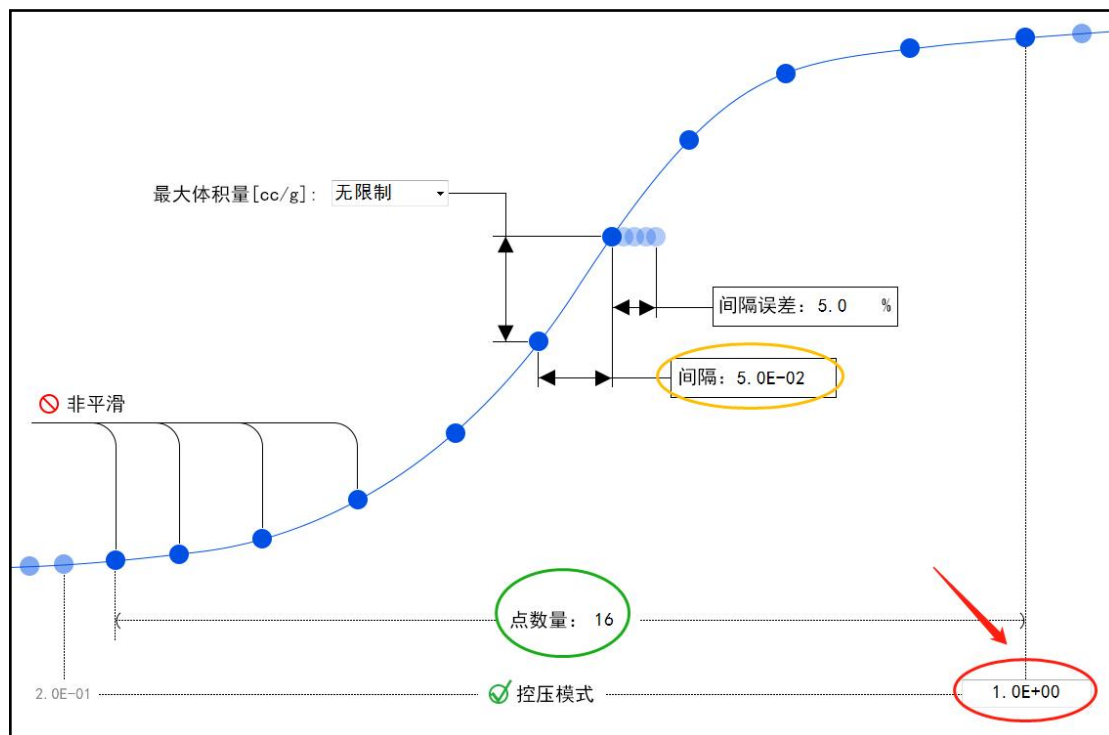 最大体积量[cc/g]: 无限制
间隔误差: 5.0 %
间隔: 5.0E-02
非平滑
点数量: 16
2.0E-01
控压模式
1.0E+00